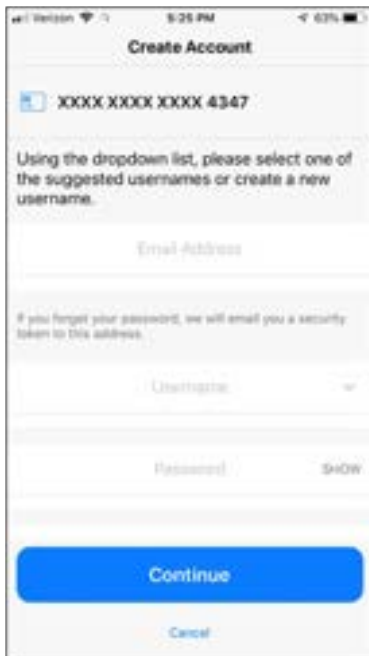 Verizon 5:25 PM 63%
Create Account
XXXX XXXX XXXX 4347
Using the dropdown list, please select one of
the suggested usernames or create a new
username.
Email Address
If you forget your password, we will email you a security
token to this address.
Username
Password SHOW
Continue
Cancel